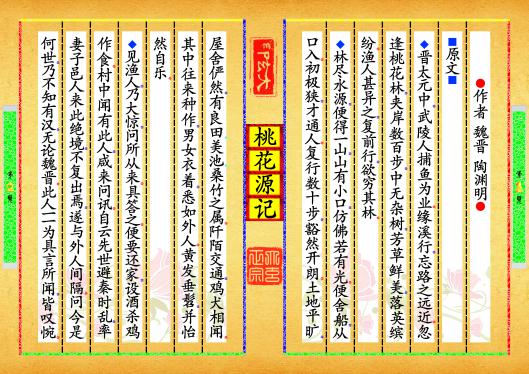 ●作者 魏晋 陶渊明●
■原文■
◆晋太元中武陵人捕鱼为业缘溪行忘路之远近忽
逢桃花林夹岸数百步中无杂树芳草鲜美落英缤
纷渔人甚异之复前行欲穷其林
◆林尽水源便得一山山有小口仿佛若有光便舍船从
口入初极狭才通人复行数十步豁然开朗土地平旷
桃花源记
屋舍俨然有良田美池桑竹之属阡陌交通鸡犬相闻
其中往来种作男女衣着悉如外人黄发垂髫并怡
然自乐
◆见渔人乃大惊问所从来具答之便要还家设酒杀鸡
作食村中闻有此人咸来问讯自云先世避秦时乱率
妻子邑人来此绝境不复出焉遂与外人间隔问今是
何世乃不知有汉无论魏晋此人一一为具言所闻皆叹惋